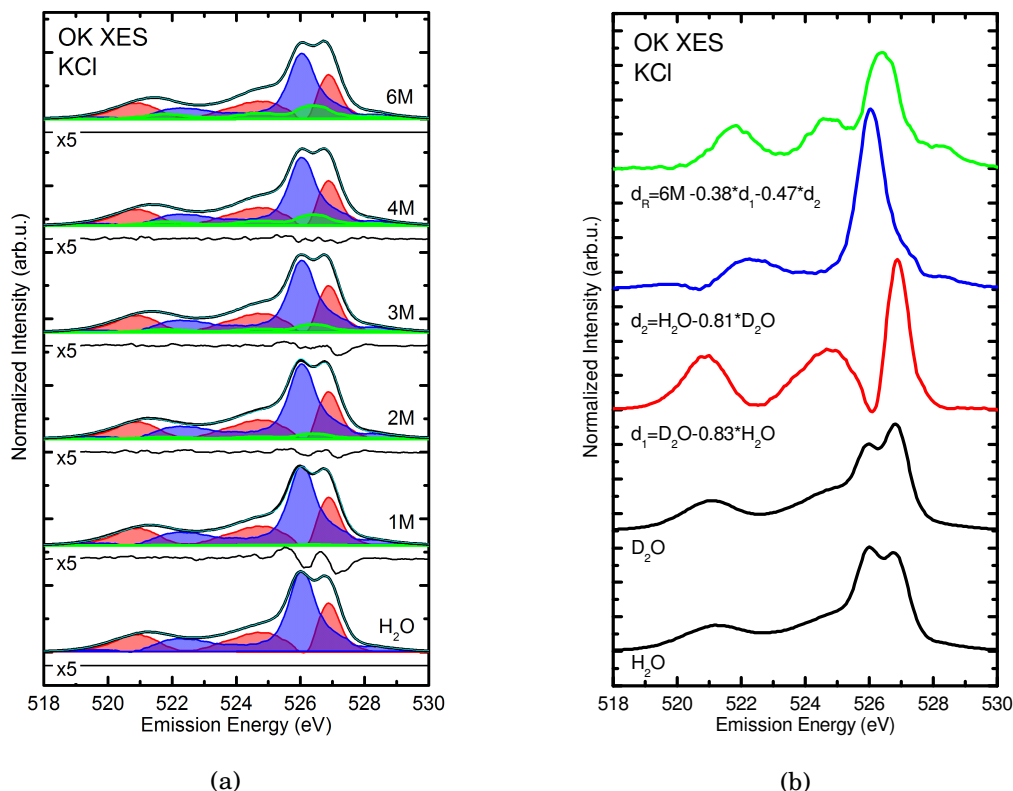 OK XES
KCl
6M
x5
4M
x5
3M
x5
2M
x5
1M
x5
H₂O
x5
Normalized Intensity (arb.u.)
518 520 522 524 526 528 530
Emission Energy (eV)
(a)
OK XES
KCl
d_R=6M -0.38*d₁-0.47*d₂
d₂=H₂O-0.81*D₂O
d₁=D₂O-0.83*H₂O
D₂O
H₂O
Normalized Intensity (arb.u.)
518 520 522 524 526 528 530
Emission Energy (eV)
(b)